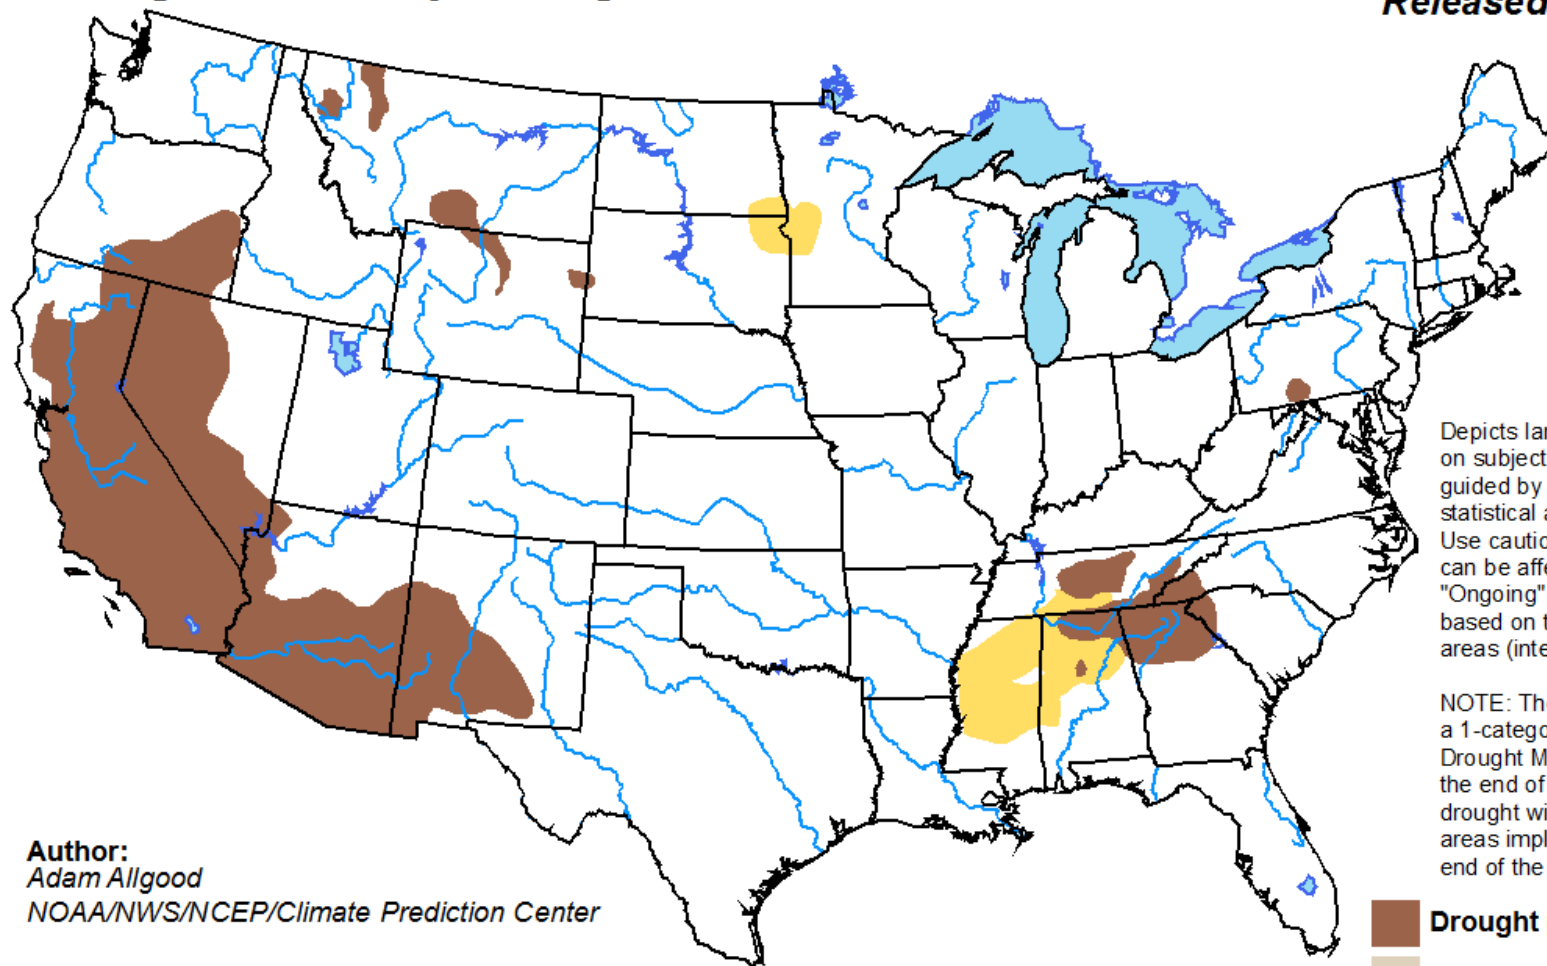 Released
Depicts lar
on subject
guided by
statistical a
Use cautio
can be affe
"Ongoing"
based on t
areas (inte
NOTE: The
a 1-catego
Drought M
the end of
drought wi
areas impl
end of the
Author:
Adam Allgood
NOAA/NWS/NCEP/Climate Prediction Center
Drought